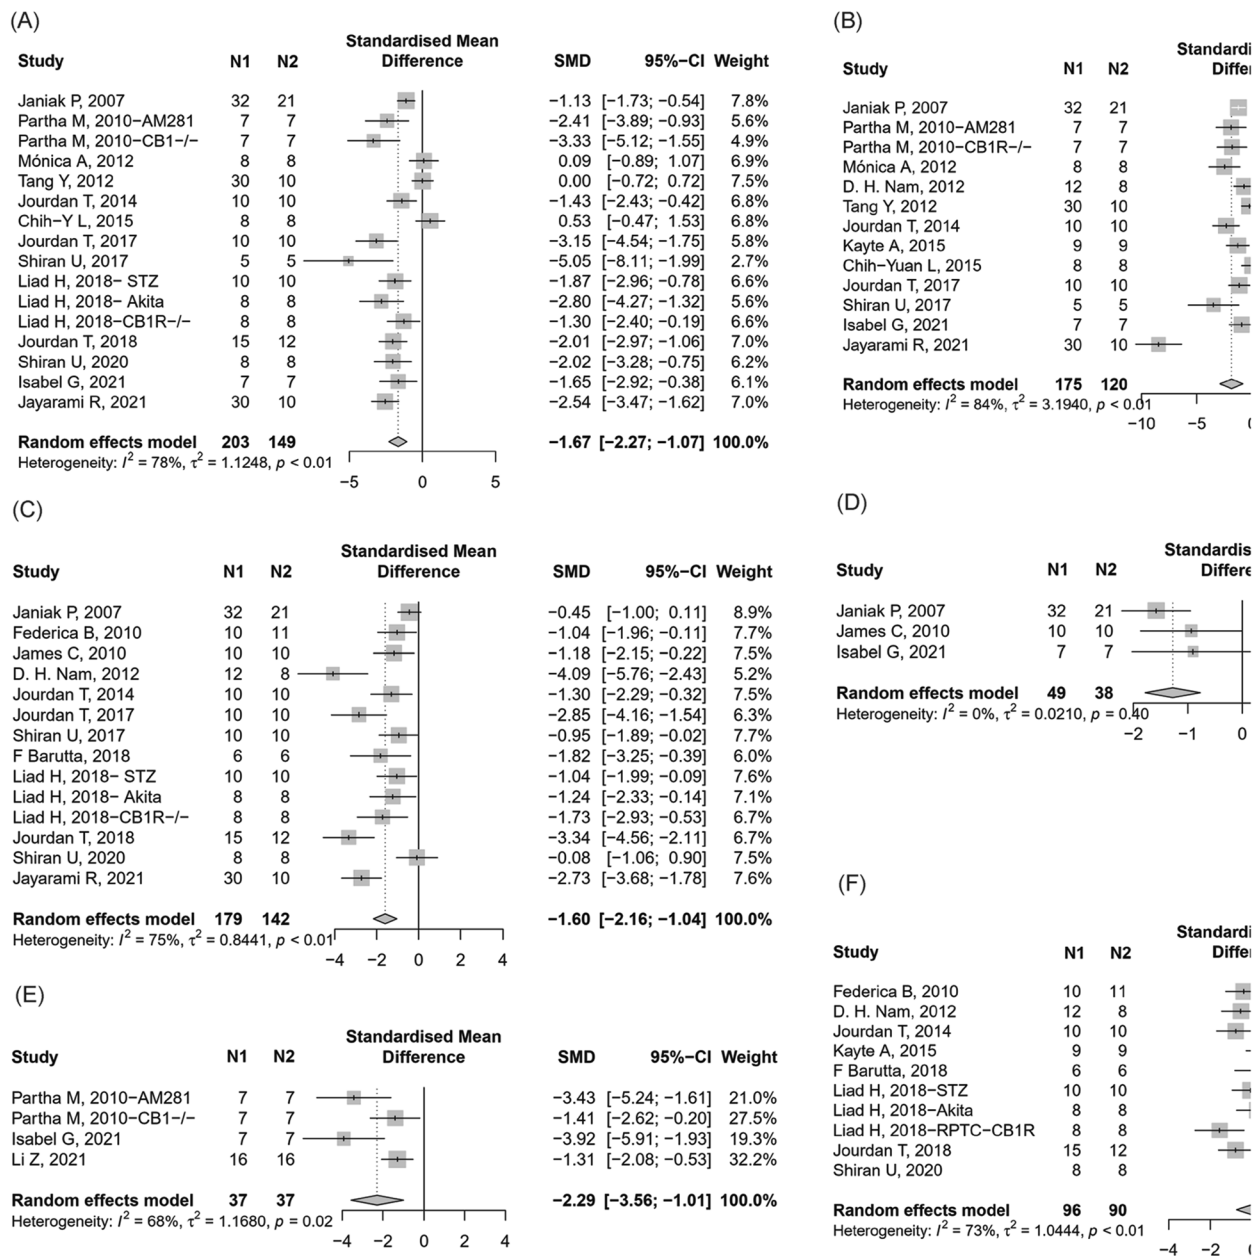 (A)
Standardised Mean
Study N1 N2 Difference SMD 95%−CI Weight
Janiak P, 2007 32 21 −1.13 [−1.73; −0.54] 7.8%
Partha M, 2010−AM281 7 7 −2.41 [−3.89; −0.93] 5.6%
Partha M, 2010−CB1−/− 7 7 −3.33 [−5.12; −1.55] 4.9%
Mónica A, 2012 8 8 0.09 [−0.89; 1.07] 6.9%
Tang Y, 2012 30 10 0.00 [−0.72; 0.72] 7.5%
Jourdan T, 2014 10 10 −1.43 [−2.43; −0.42] 6.8%
Chih−Y L, 2015 8 8 0.53 [−0.47; 1.53] 6.8%
Jourdan T, 2017 10 10 −3.15 [−4.54; −1.75] 5.8%
Shiran U, 2017 5 5 −5.05 [−8.11; −1.99] 2.7%
Liad H, 2018− STZ 10 10 −1.87 [−2.96; −0.78] 6.6%
Liad H, 2018− Akita 8 8 −2.80 [−4.27; −1.32] 5.6%
Liad H, 2018−CB1R−/− 8 8 −1.30 [−2.40; −0.19] 6.6%
Jourdan T, 2018 15 12 −2.01 [−2.97; −1.06] 7.0%
Shiran U, 2020 8 8 −2.02 [−3.28; −0.75] 6.2%
Isabel G, 2021 7 7 −1.65 [−2.92; −0.38] 6.1%
Jayarami R, 2021 30 10 −2.54 [−3.47; −1.62] 7.0%
Random effects model 203 149 −1.67 [−2.27; −1.07] 100.0%
Heterogeneity: I² = 78%, τ² = 1.1248, p < 0.01
−5 0 5
(B)
Standardi
Study N1 N2 Differ
Janiak P, 2007 32 21
Partha M, 2010−AM281 7 7
Partha M, 2010−CB1R−/− 7 7
Mónica A, 2012 8 8
D. H. Nam, 2012 12 8
Tang Y, 2012 30 10
Jourdan T, 2014 10 10
Kayte A, 2015 9 9
Chih−Yuan L, 2015 8 8
Jourdan T, 2017 10 10
Shiran U, 2017 5 5
Isabel G, 2021 7 7
Jayarami R, 2021 30 10
Random effects model 175 120
Heterogeneity: I² = 84%, τ² = 3.1940, p < 0.01
−10 −5 0
(C)
Standardised Mean
Study N1 N2 Difference SMD 95%−CI Weight
Janiak P, 2007 32 21 −0.45 [−1.00; 0.11] 8.9%
Federica B, 2010 10 11 −1.04 [−1.96; −0.11] 7.7%
James C, 2010 10 10 −1.18 [−2.15; −0.22] 7.5%
D. H. Nam, 2012 12 8 −4.09 [−5.76; −2.43] 5.2%
Jourdan T, 2014 10 10 −1.30 [−2.29; −0.32] 7.5%
Jourdan T, 2017 10 10 −2.85 [−4.16; −1.54] 6.3%
Shiran U, 2017 10 10 −0.95 [−1.89; −0.02] 7.7%
F Barutta, 2018 6 6 −1.82 [−3.25; −0.39] 6.0%
Liad H, 2018− STZ 10 10 −1.04 [−1.99; −0.09] 7.6%
Liad H, 2018− Akita 8 8 −1.24 [−2.33; −0.14] 7.1%
Liad H, 2018−CB1R−/− 8 8 −1.73 [−2.93; −0.53] 6.7%
Jourdan T, 2018 15 12 −3.34 [−4.56; −2.11] 6.7%
Shiran U, 2020 8 8 −0.08 [−1.06; 0.90] 7.5%
Jayarami R, 2021 30 10 −2.73 [−3.68; −1.78] 7.6%
Random effects model 179 142 −1.60 [−2.16; −1.04] 100.0%
Heterogeneity: I² = 75%, τ² = 0.8441, p < 0.01
−4 −2 0 2 4
(D)
Standardis
Study N1 N2 Differe
Janiak P, 2007 32 21
James C, 2010 10 10
Isabel G, 2021 7 7
Random effects model 49 38
Heterogeneity: I² = 0%, τ² = 0.0210, p = 0.40
−2 −1 0
(E)
Standardised Mean
Study N1 N2 Difference SMD 95%−CI Weight
Partha M, 2010−AM281 7 7 −3.43 [−5.24; −1.61] 21.0%
Partha M, 2010−CB1−/− 7 7 −1.41 [−2.62; −0.20] 27.5%
Isabel G, 2021 7 7 −3.92 [−5.91; −1.93] 19.3%
Li Z, 2021 16 16 −1.31 [−2.08; −0.53] 32.2%
Random effects model 37 37 −2.29 [−3.56; −1.01] 100.0%
Heterogeneity: I² = 68%, τ² = 1.1680, p = 0.02
−4 −2 0 2 4
(F)
Standardi
Study N1 N2 Differ
Federica B, 2010 10 11
D. H. Nam, 2012 12 8
Jourdan T, 2014 10 10
Kayte A, 2015 9 9
F Barutta, 2018 6 6
Liad H, 2018−STZ 10 10
Liad H, 2018−Akita 8 8
Liad H, 2018−RPTC−CB1R 8 8
Jourdan T, 2018 15 12
Shiran U, 2020 8 8
Random effects model 96 90
Heterogeneity: I² = 73%, τ² = 1.0444, p < 0.01
−4 −2 0